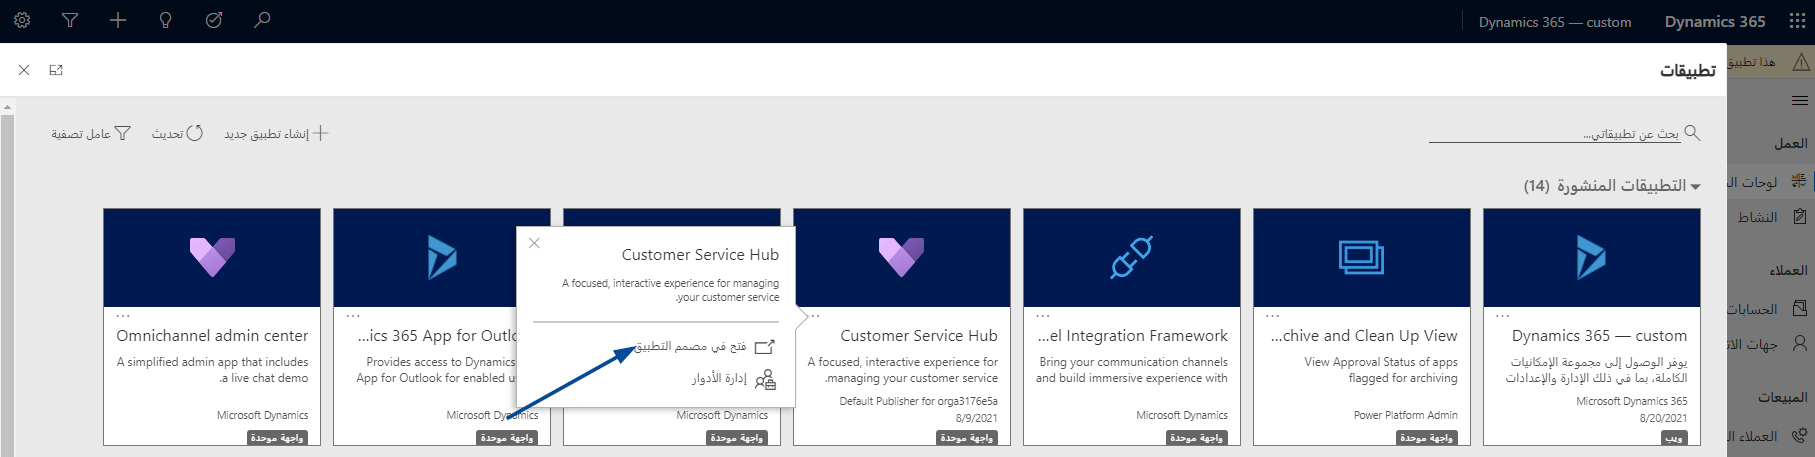 Dynamics 365
Dynamics 365 — custom
هذا تطبيق
تطبيقات
بحث عن تطبيقاتي...
إنشاء تطبيق جديد
تحديث
عامل تصفية
العمل
لوحات
النشاط
العملاء
الحسابات
جهات
المبيعات
العملاء
التطبيقات المنشورة (14)
Dynamics 365 — custom
يوفر الوصول إلى مجموعة الإمكانيات
الكاملة، بما في ذلك الإدارة والإعدادات
Microsoft Dynamics 365
8/20/2021
ويب
...chive and Clean Up View
View Approval Status of apps
flagged for archiving
Power Platform Admin
واجهة موحدة
...el Integration Framework
Bring your communication channels
and build immersive experience with
Microsoft Dynamics
واجهة موحدة
Customer Service Hub
A focused, interactive experience for
.managing your customer service
Default Publisher for orga3176e5a
8/9/2021
واجهة موحدة
Customer Service Hub
A focused, interactive experience for managing
.your customer service
فتح في مصمم التطبيق
إدارة الأدوار
Microsoft Dynamics
واجهة موحدة
...ics 365 App for Outlo
Provides access to Dynamics
App for Outlook for enabled
Microsoft Dynamics
واجهة موحدة
Omnichannel admin center
A simplified admin app that includes
.a live chat demo
Microsoft Dynamics
واجهة موحدة